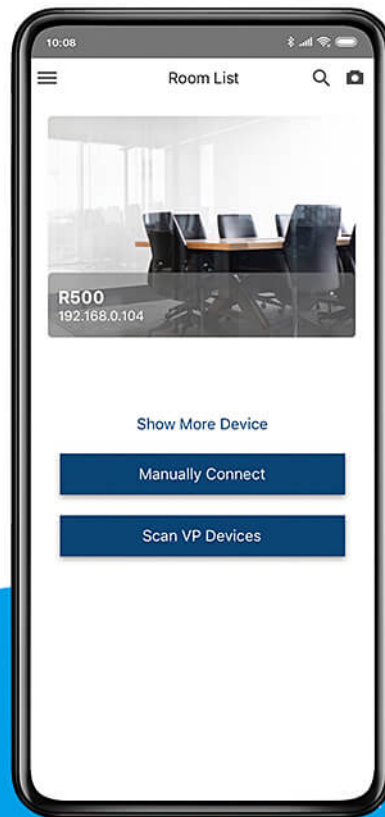 10:08
Room List
R500
192.168.0.104
Show More Device
Manually Connect
Scan VP Devices